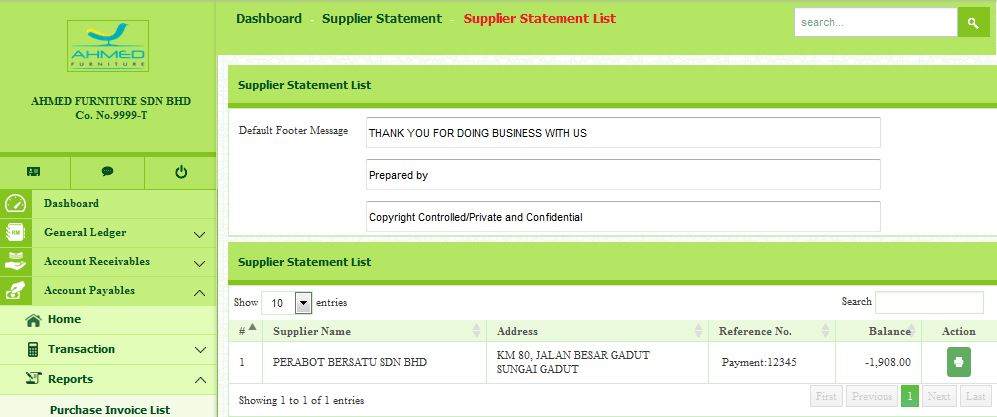 AHMED
FURNITURE
AHMED FURNITURE SDN BHD
Co. No.9999-T
Dashboard
RM
General Ledger
Account Receivables
Account Payables
Home
Transaction
Reports
Purchase Invoice List
Dashboard - Supplier Statement - Supplier Statement List
search...
Supplier Statement List
Default Footer Message
THANK YOU FOR DOING BUSINESS WITH US
Prepared by
Copyright Controlled/Private and Confidential
Supplier Statement List
Show 10 entries
Search
# Supplier Name Address Reference No. Balance Action
1 PERABOT BERSATU SDN BHD KM 80, JALAN BESAR GADUT Payment:12345 -1,908.00
SUNGAI GADUT
Showing 1 to 1 of 1 entries
First Previous 1 Next Last